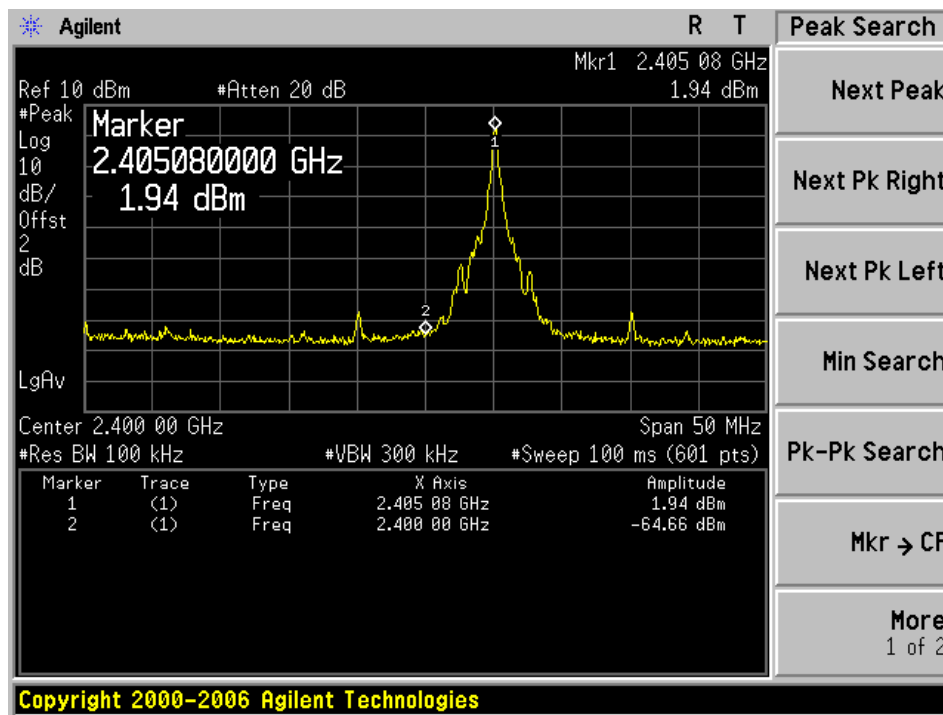 Agilent R T Peak Search
Mkr1 2.405 08 GHz
Ref 10 dBm #Atten 20 dB 1.94 dBm
#Peak
Log
10
dB/
Offst
2
dB
LgAv
Marker
2.405080000 GHz
1.94 dBm
1
2
Center 2.400 00 GHz Span 50 MHz
#Res BW 100 kHz #VBW 300 kHz #Sweep 100 ms (601 pts)
Marker Trace Type X Axis Amplitude
1 (1) Freq 2.405 08 GHz 1.94 dBm
2 (1) Freq 2.400 00 GHz -64.66 dBm
Next Peak
Next Pk Right
Next Pk Left
Min Search
Pk-Pk Search
Mkr → CF
More
1 of 2
Copyright 2000-2006 Agilent Technologies